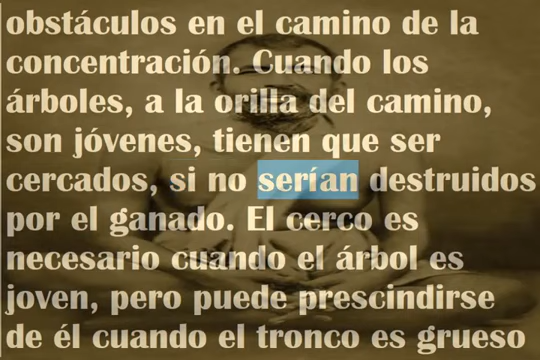 obstáculos en el camino de la
concentración. Cuando los
árboles, a la orilla del camino,
son jóvenes, tienen que ser
cercados, si no serían destruidos
por el ganado. El cerco es
necesario cuando el árbol es
joven, pero puede prescindirse
de él cuando el tronco es grueso